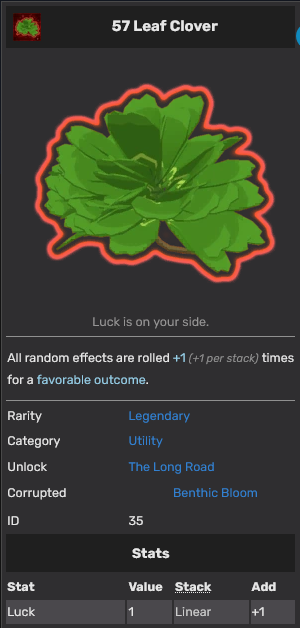 57 Leaf Clover
Luck is on your side.
All random effects are rolled +1 (+1 per stack) times
for a favorable outcome.
Rarity Legendary
Category Utility
Unlock The Long Road
Corrupted Benthic Bloom
ID 35
Stats
Stat Value Stack Add
Luck 1 Linear +1